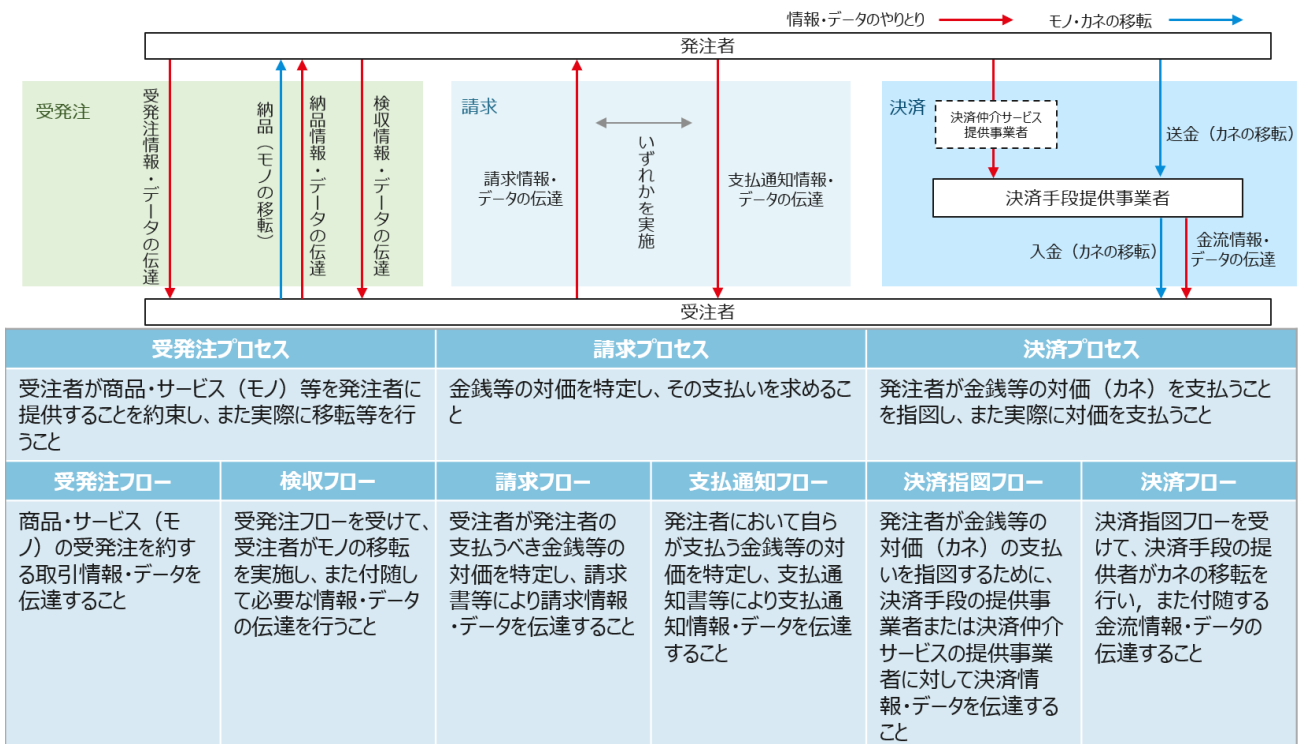 情報・データのやりとり
モノ・カネの移転
発注者
受発注
受発注情報・データの伝達
納品（モノの移転）
納品情報・データの伝達
検収情報・データの伝達
請求
請求情報・
データの伝達
いずれかを実施
支払通知情報・
データの伝達
決済
決済仲介サービス
提供事業者
送金（カネの移転）
決済手段提供事業者
入金（カネの移転）
金流情報・
データの伝達
受注者
受発注プロセス
請求プロセス
決済プロセス
受注者が商品・サービス（モノ）等を発注者に
提供することを約束し、また実際に移転等を行
うこと
金銭等の対価を特定し、その支払いを求めるこ
と
発注者が金銭等の対価（カネ）を支払うこと
を指図し、また実際に対価を支払うこと
受発注フロー
検収フロー
請求フロー
支払通知フロー
決済指図フロー
決済フロー
商品・サービス（モ
ノ）の受発注を約す
る取引情報・データを
伝達すること
受発注フローを受けて、
受注者がモノの移転
を実施し、また付随し
て必要な情報・データ
の伝達を行うこと
受注者が発注者の
支払うべき金銭等の
対価を特定し、請求
書等により請求情報
・データを伝達すること
発注者において自ら
が支払う金銭等の対
価を特定し、支払通
知書等により支払通
知情報・データを伝達
すること
発注者が金銭等の
対価（カネ）の支払
いを指図するために、
決済手段の提供事
業者または決済仲介
サービスの提供事業
者に対して決済情
報・データを伝達する
こと
決済指図フローを受
けて、決済手段の提
供者がカネの移転を
行い，また付随する
金流情報・データの
伝達すること